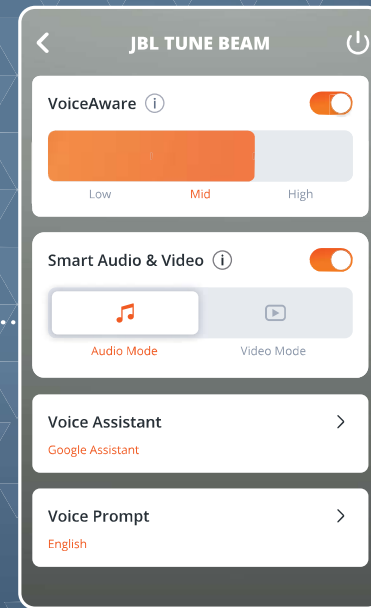 JBL TUNE BEAM
VoiceAware
Low Mid High
Smart Audio & Video
Audio Mode Video Mode
Voice Assistant
Google Assistant
Voice Prompt
English